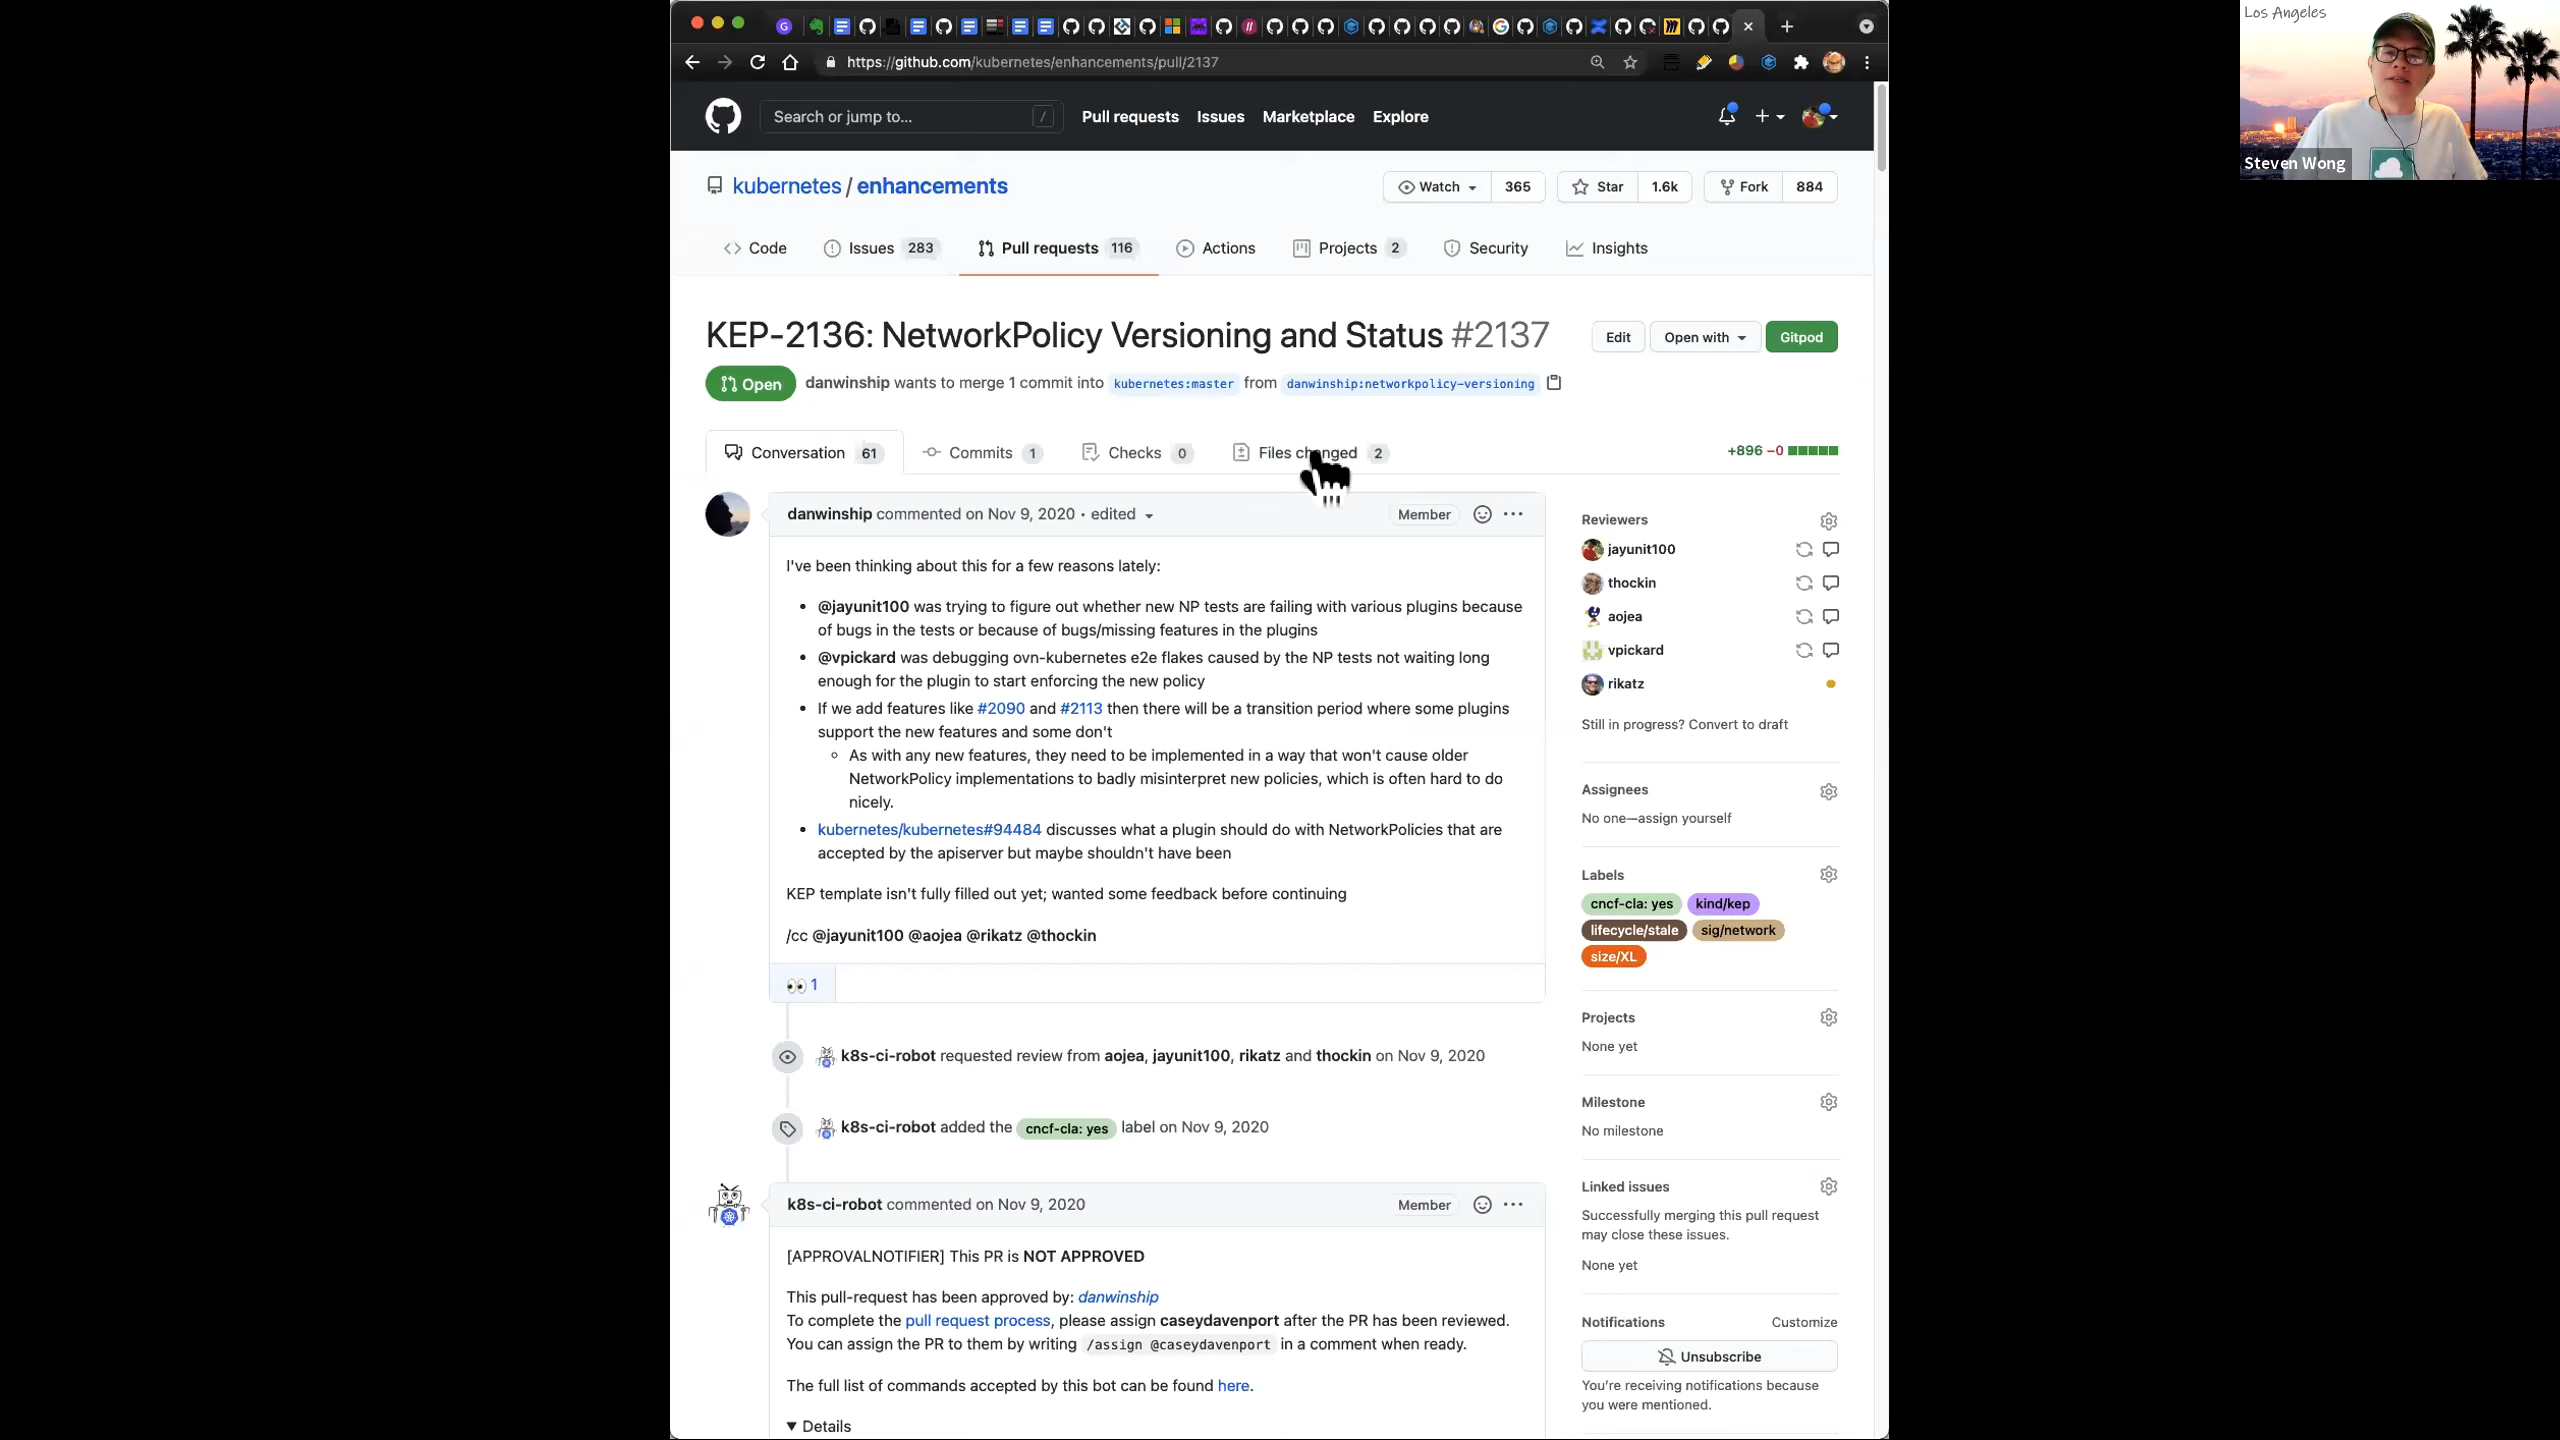 https://github.com/kubernetes/enhancements/pull/2137
Search or jump to... /
Pull requests Issues Marketplace Explore
kubernetes / enhancements
Watch 365 Star 1.6k Fork 884
Code Issues 283 Pull requests 116 Actions Projects 2 Security Insights
KEP-2136: NetworkPolicy Versioning and Status #2137
Edit Open with Gitpod
Open danwinship wants to merge 1 commit into kubernetes:master from danwinship:networkpolicy-versioning
Conversation 61 Commits 1 Checks 0 Files changed 2
+896 −0
danwinship commented on Nov 9, 2020 • edited
Member
I've been thinking about this for a few reasons lately:
• @jayunit100 was trying to figure out whether new NP tests are failing with various plugins because
of bugs in the tests or because of bugs/missing features in the plugins
• @vpickard was debugging ovn-kubernetes e2e flakes caused by the NP tests not waiting long
enough for the plugin to start enforcing the new policy
• If we add features like #2090 and #2113 then there will be a transition period where some plugins
support the new features and some don't
◦ As with any new features, they need to be implemented in a way that won't cause older
NetworkPolicy implementations to badly misinterpret new policies, which is often hard to do
nicely.
• kubernetes/kubernetes#94484 discusses what a plugin should do with NetworkPolicies that are
accepted by the apiserver but maybe shouldn't have been
KEP template isn't fully filled out yet; wanted some feedback before continuing
/cc @jayunit100 @aojea @rikatz @thockin
👀 1
k8s-ci-robot requested review from aojea, jayunit100, rikatz and thockin on Nov 9, 2020
k8s-ci-robot added the cncf-cla: yes label on Nov 9, 2020
k8s-ci-robot commented on Nov 9, 2020
Member
[APPROVALNOTIFIER] This PR is NOT APPROVED
This pull-request has been approved by: danwinship
To complete the pull request process, please assign caseydavenport after the PR has been reviewed.
You can assign the PR to them by writing /assign @caseydavenport in a comment when ready.
The full list of commands accepted by this bot can be found here.
▼ Details
Reviewers
jayunit100
thockin
aojea
vpickard
rikatz
Still in progress? Convert to draft
Assignees
No one—assign yourself
Labels
cncf-cla: yes kind/kep
lifecycle/stale sig/network
size/XL
Projects
None yet
Milestone
No milestone
Linked issues
Successfully merging this pull request
may close these issues.
None yet
Notifications Customize
Unsubscribe
You're receiving notifications because
you were mentioned.
Los Angeles
Steven Wong